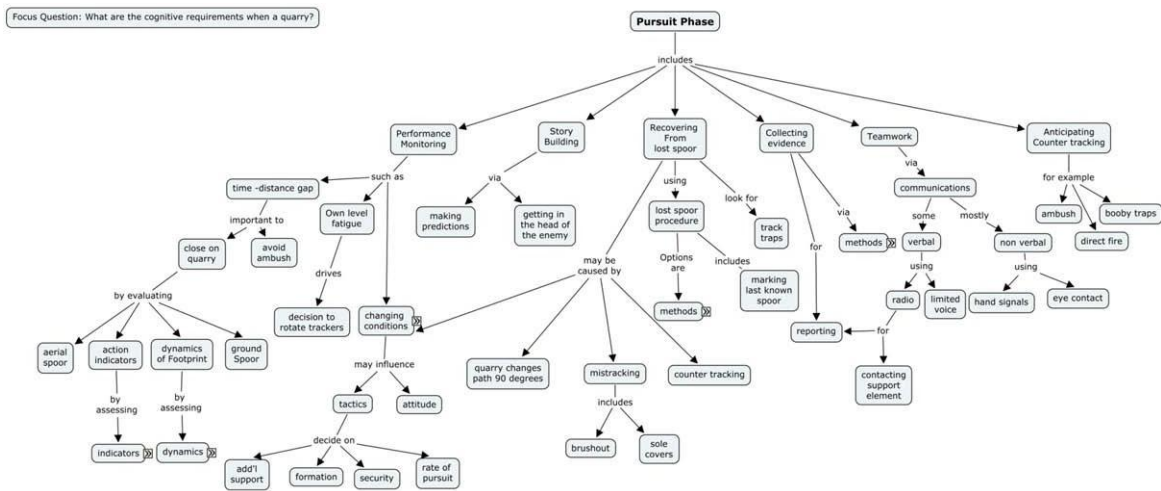 Focus Question: What are the cognitive requirements when a quarry?
Pursuit Phase
includes
Performance
Monitoring
Story
Building
Recovering
From
lost spoor
Collecting
evidence
Teamwork
Anticipating
Counter tracking
such as
via
using
look for
via
for example
time -distance gap
Own level
fatigue
making
predictions
getting in
the head of
the enemy
lost spoor
procedure
track
traps
via
communications
ambush
booby traps
direct fire
important to
close on
quarry
avoid
ambush
some
mostly
methods
verbal
non verbal
for
may be
caused by
Options
are
includes
marking
last known
spoor
methods
using
using
radio
limited
voice
hand signals
eye contact
drives
decision to
rotate trackers
changing
conditions
by evaluating
aerial
spoor
action
indicators
dynamics
of Footprint
ground
Spoor
reporting
for
contacting
support
element
may influence
quarry changes
path 90 degrees
mistracking
counter tracking
by
assessing
by
assessing
tactics
attitude
includes
indicators
dynamics
decide on
brushout
sole
covers
add'l
support
formation
security
rate of
pursuit